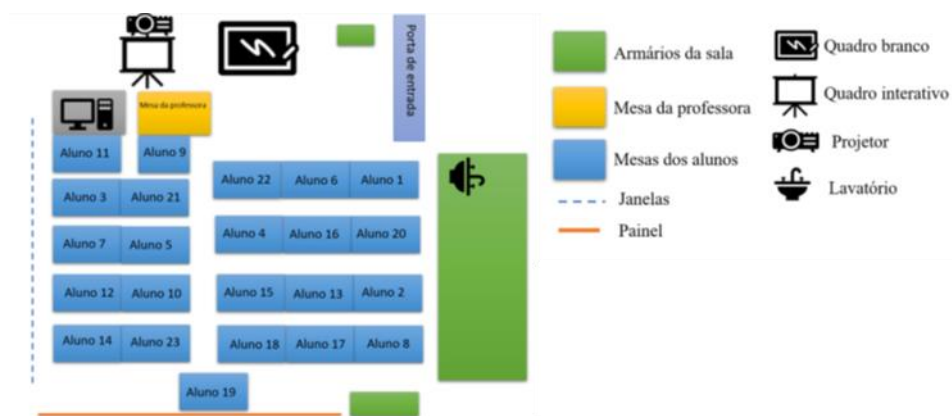 Porta de entrada
Mesa da professora
Aluno 11
Aluno 9
Aluno 22 Aluno 6 Aluno 1
Aluno 3 Aluno 21
Aluno 4 Aluno 16 Aluno 20
Aluno 7 Aluno 5
Aluno 12 Aluno 10
Aluno 15 Aluno 13 Aluno 2
Aluno 14 Aluno 23
Aluno 18 Aluno 17 Aluno 8
Aluno 19
Armários da sala
Mesa da professora
Mesas dos alunos
Janelas
Painel
Quadro branco
Quadro interativo
Projetor
Lavatório